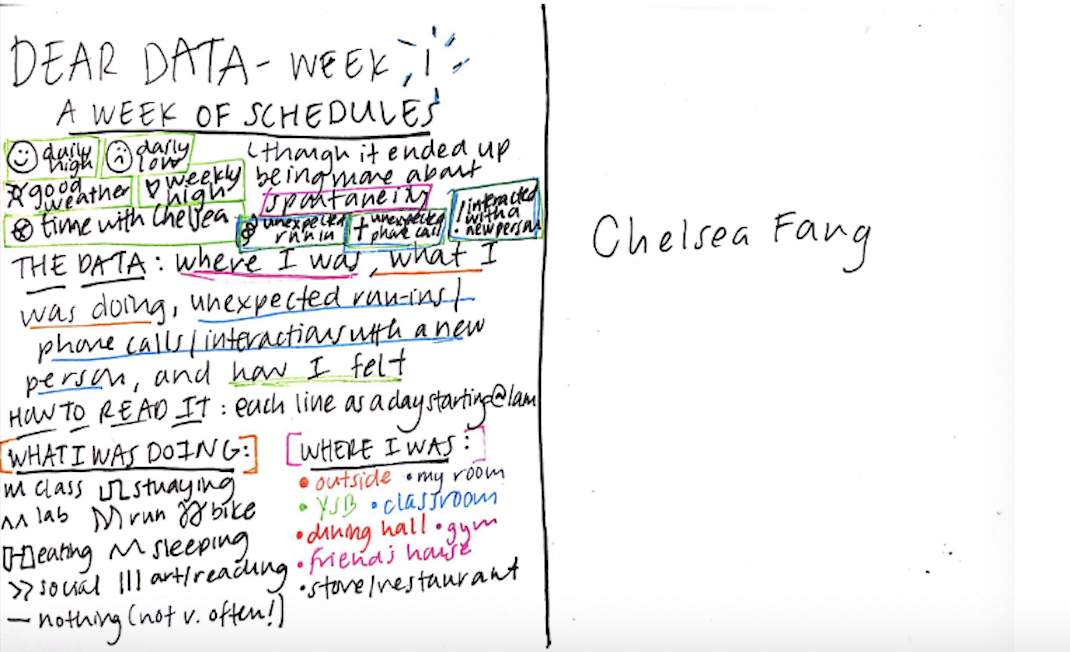 DEAR DATA - WEEK 1
A WEEK OF SCHEDULES
daily high
daily low
(though it ended up being more about spontaneity
good weather
weekly high
time with Chelsea
unexpected run in
unexpected phone call
interacted with a new person
THE DATA: where I was, what I
was doing, unexpected run-ins/
phone calls/interactions with a new
person, and how I felt
HOW TO READ IT: each line as a day starting @ 1am
WHAT I WAS DOING:
class studying
lab run bike
eating sleeping
social art/reading
nothing (not v. often!)
WHERE I WAS:
outside my room
YSB classroom
dining hall gym
friend's house
store/restaurant
Chelsea Fang